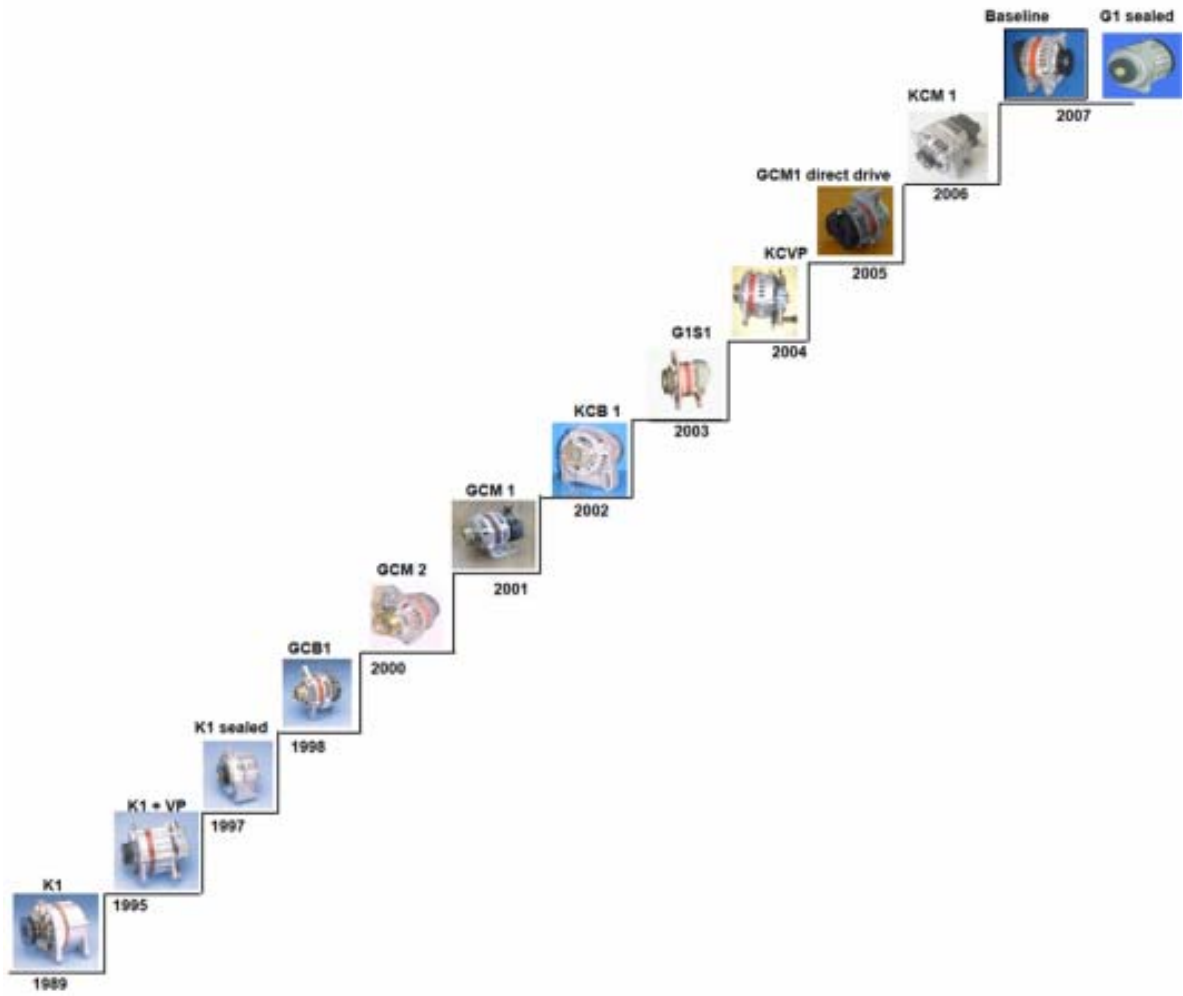 Baseline
G1 sealed
2007
KCM 1
2006
GCM1 direct drive
2005
KCVP
2004
G1S1
2003
KCB 1
2002
GCM 1
2001
GCM 2
2000
GCB1
1998
K1 sealed
1997
K1 + VP
1995
K1
1989